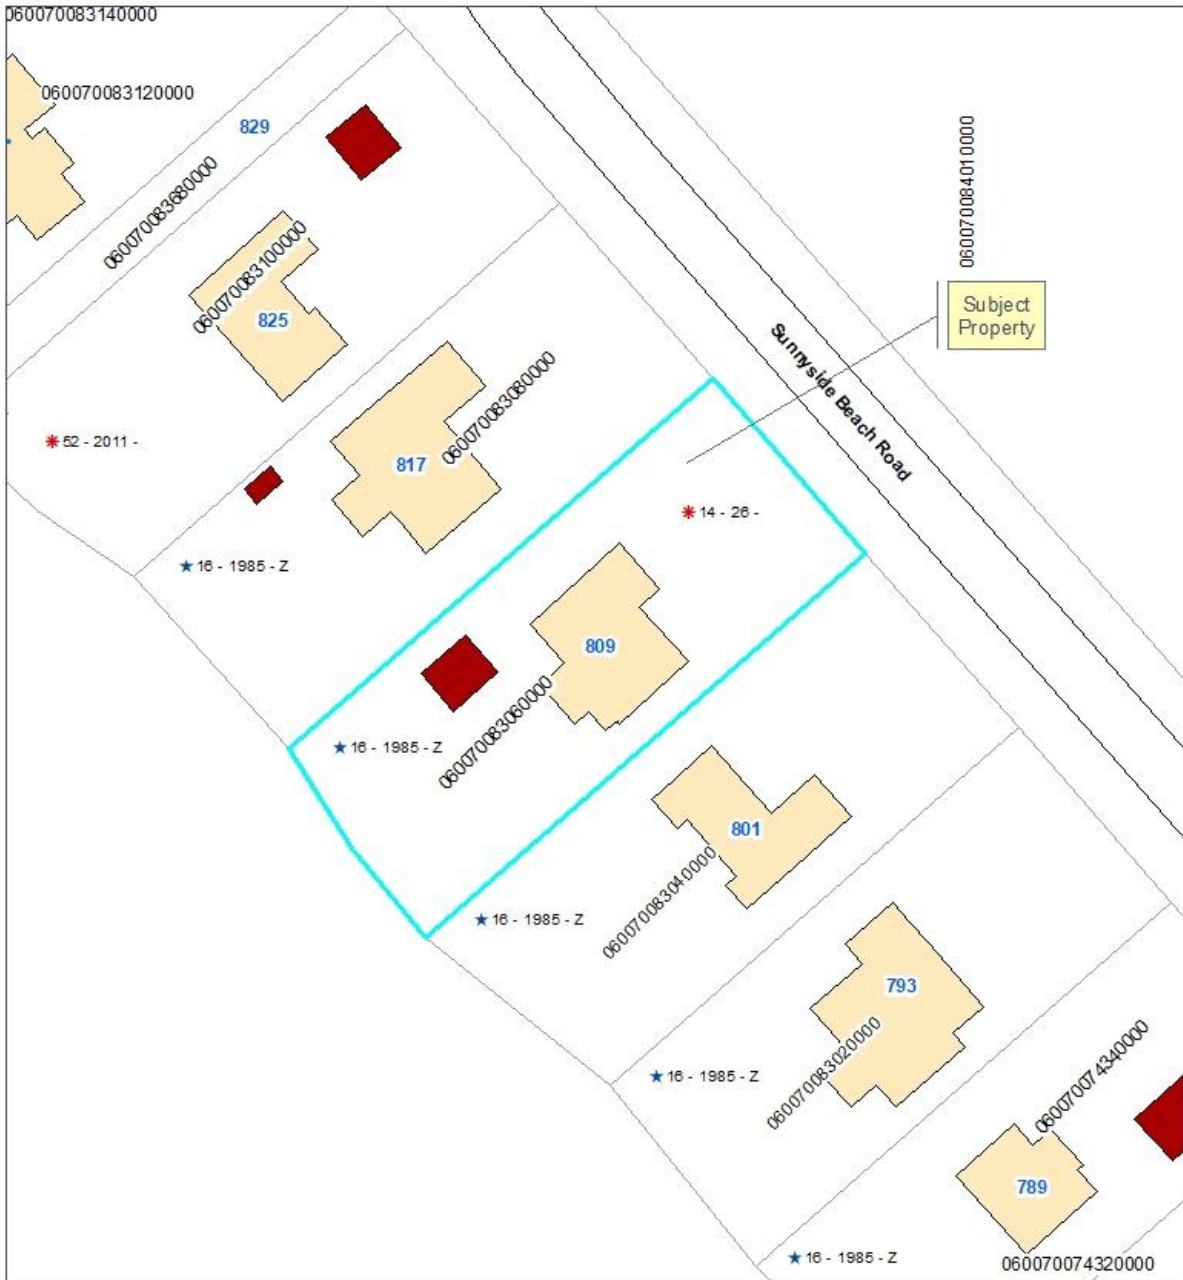 060070083140000
060070083120000
829
060070083680000
060070084010000
060070083100000
825
Subject
Property
Sunnyside Beach Road
060070083080000
817
52 - 2011 -
14 - 26 -
16 - 1985 - Z
809
060070083060000
16 - 1985 - Z
801
060070083040000
16 - 1985 - Z
793
060070083020000
16 - 1985 - Z
060070074340000
789
16 - 1985 - Z
060070074320000